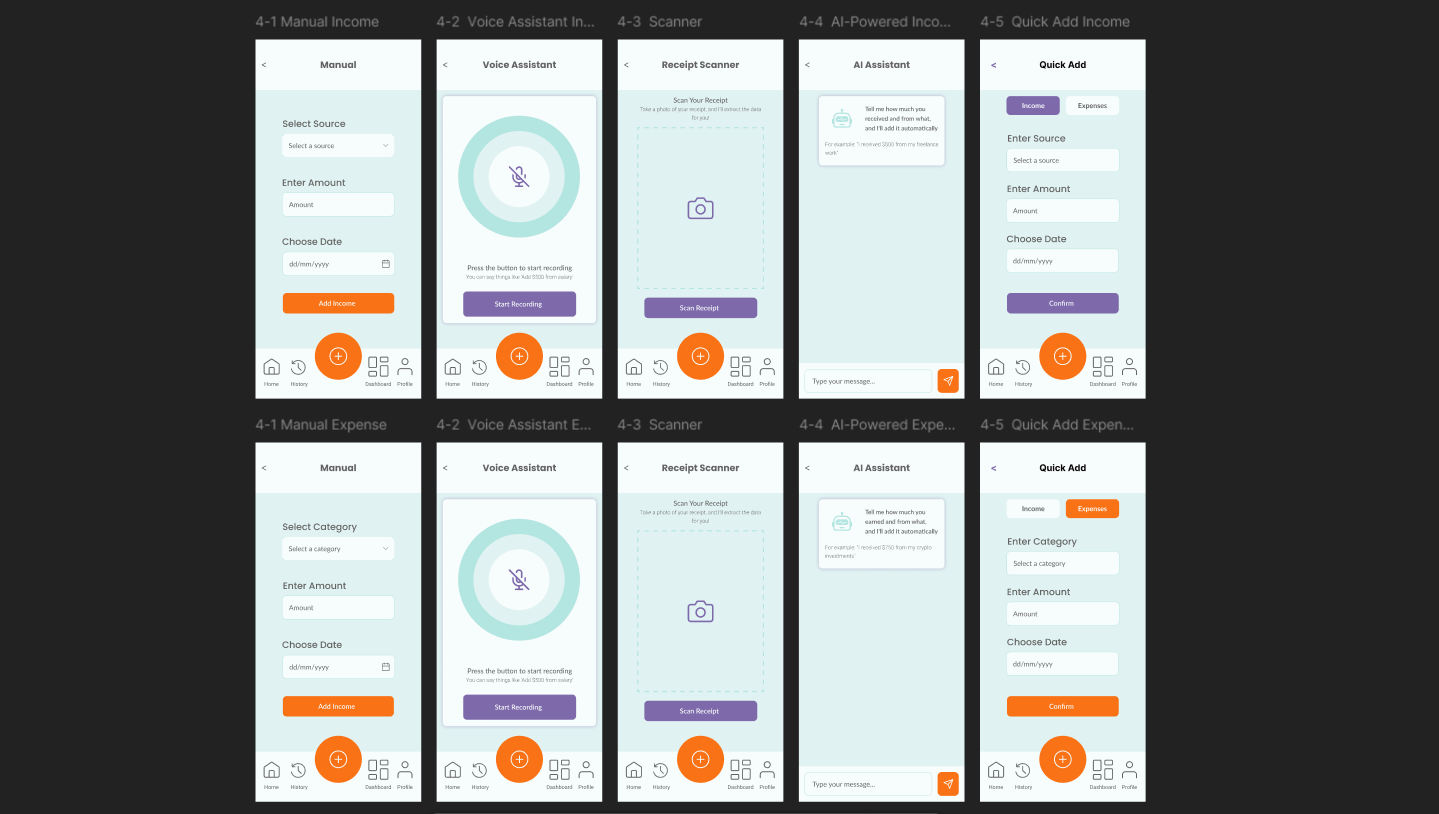 4-1 Manual Income
4-2 Voice Assistant In...
4-3 Scanner
4-4 AI-Powered Inco...
4-5 Quick Add Income
< Manual
Select Source
Select a source
Enter Amount
Amount
Choose Date
dd/mm/yyyy
Add Income
Home History Dashboard Profile
< Voice Assistant
Press the button to start recording
You can say things like 'Add $500 from salary'
Start Recording
Home History Dashboard Profile
< Receipt Scanner
Scan Your Receipt
Take a photo of your receipt, and I'll extract the data
for you!
Scan Receipt
Home History Dashboard Profile
< AI Assistant
Tell me how much you
received and from what,
and I'll add it automatically
For example: "I received $500 from my freelance
work"
Type your message...
< Quick Add
Income Expenses
Enter Source
Select a source
Enter Amount
Amount
Choose Date
dd/mm/yyyy
Confirm
Home History Dashboard Profile
4-1 Manual Expense
4-2 Voice Assistant E...
4-3 Scanner
4-4 AI-Powered Expe...
4-5 Quick Add Expen...
< Manual
Select Category
Select a category
Enter Amount
Amount
Choose Date
dd/mm/yyyy
Add Income
Home History Dashboard Profile
< Voice Assistant
Press the button to start recording
You can say things like 'Add $500 from salary'
Start Recording
Home History Dashboard Profile
< Receipt Scanner
Scan Your Receipt
Take a photo of your receipt, and I'll extract the data
for you!
Scan Receipt
Home History Dashboard Profile
< AI Assistant
Tell me how much you
earned and from what,
and I'll add it automatically
For example: "I received $750 from my crypto
investments"
Type your message...
< Quick Add
Income Expenses
Enter Category
Select a category
Enter Amount
Amount
Choose Date
dd/mm/yyyy
Confirm
Home History Dashboard Profile